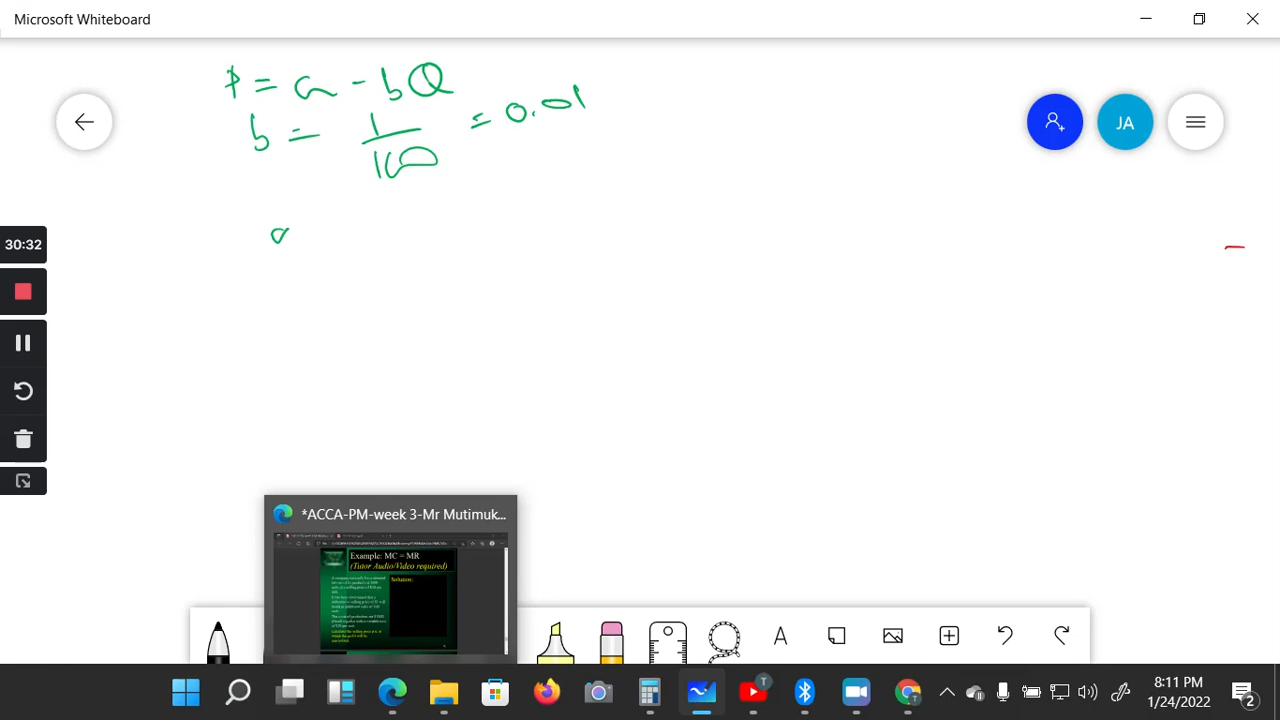 Microsoft Whiteboard
P = a - bQ
b = 1/100 = 0.01
a
JA
30:32
*ACCA-PM-week 3-Mr Mutimuk...
Example: MC = MR
(Tutor Audio/Video required)
Solution:
8:11 PM
1/24/2022
2